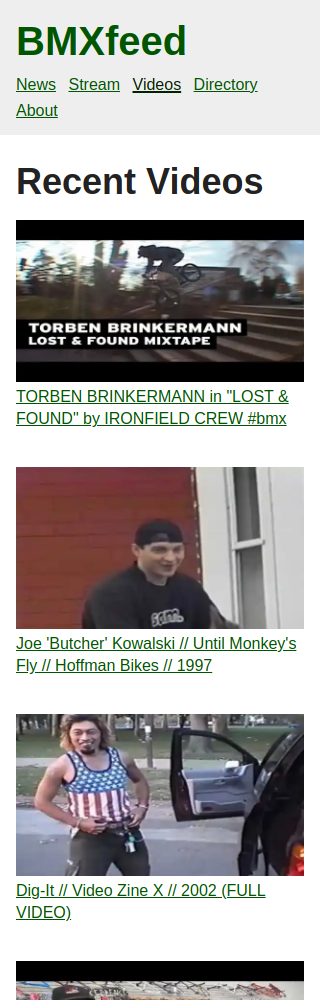 BMXfeed
News Stream Videos Directory
About
Recent Videos
TORBEN BRINKERMANN
LOST & FOUND MIXTAPE
TORBEN BRINKERMANN in "LOST &
FOUND" by IRONFIELD CREW #bmx
Joe 'Butcher' Kowalski // Until Monkey's
Fly // Hoffman Bikes // 1997
Dig-It // Video Zine X // 2002 (FULL
VIDEO)